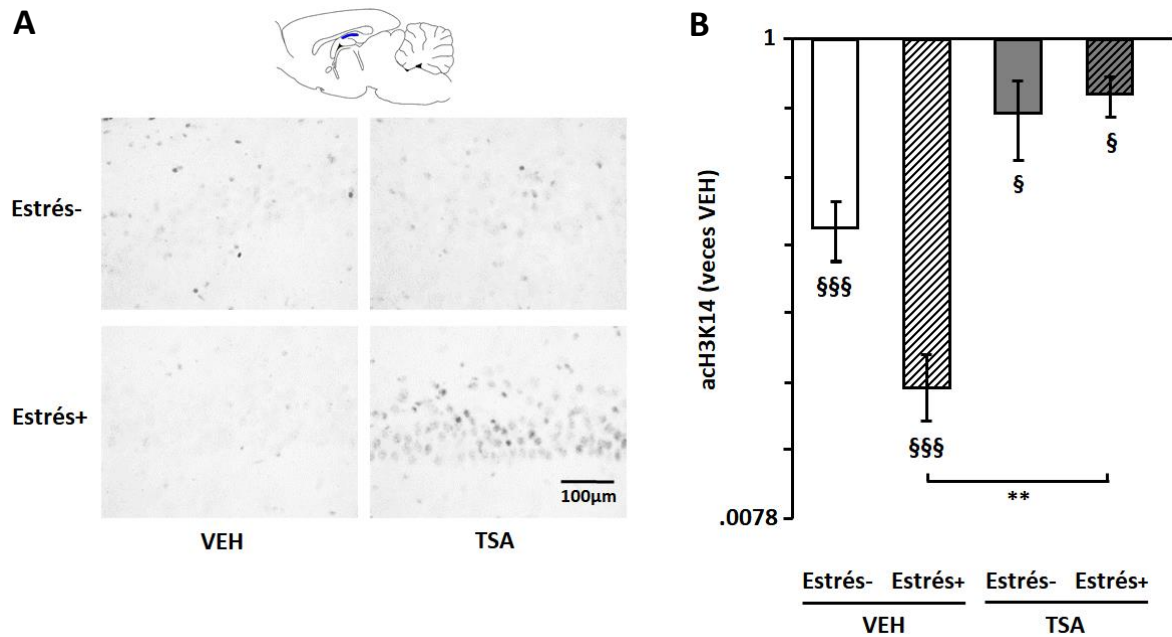 A
Estrés-
Estrés+
100µm
VEH
TSA
B
1
acH3K14 (veces VEH)
.0078
§§§
§§§
§
§
**
Estrés-
Estrés+
Estrés-
Estrés+
VEH
TSA